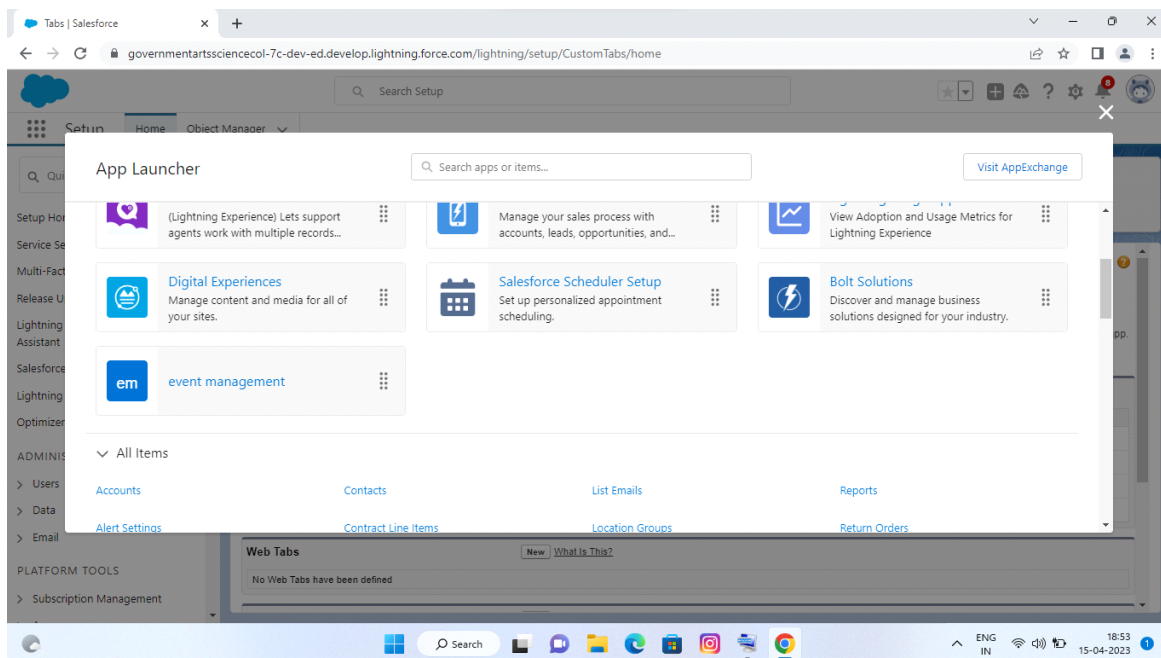 Tabs | Salesforce
governmentartssciencecol-7c-dev-ed.develop.lightning.force.com/lightning/setup/CustomTabs/home
Search Setup
8
Setup
Home
Object Manager
App Launcher
Search apps or items...
Visit AppExchange
Qui
Setup Hor
Service Se
Multi-Fact
Release U
Lightning
Assistant
Salesforce
Lightning
Optimizer
ADMINIS
Users
Data
Email
PLATFORM TOOLS
Subscription Management
(Lightning Experience) Lets support
agents work with multiple records...
Manage your sales process with
accounts, leads, opportunities, and...
View Adoption and Usage Metrics for
Lightning Experience
Digital Experiences
Manage content and media for all of
your sites.
Salesforce Scheduler Setup
Set up personalized appointment
scheduling.
Bolt Solutions
Discover and manage business
solutions designed for your industry.
pp.
em
event management
All Items
Accounts
Contacts
List Emails
Reports
Alert Settings
Contract Line Items
Location Groups
Return Orders
Web Tabs
New
What Is This?
No Web Tabs have been defined
Search
ENG
IN
18:53
15-04-2023
1